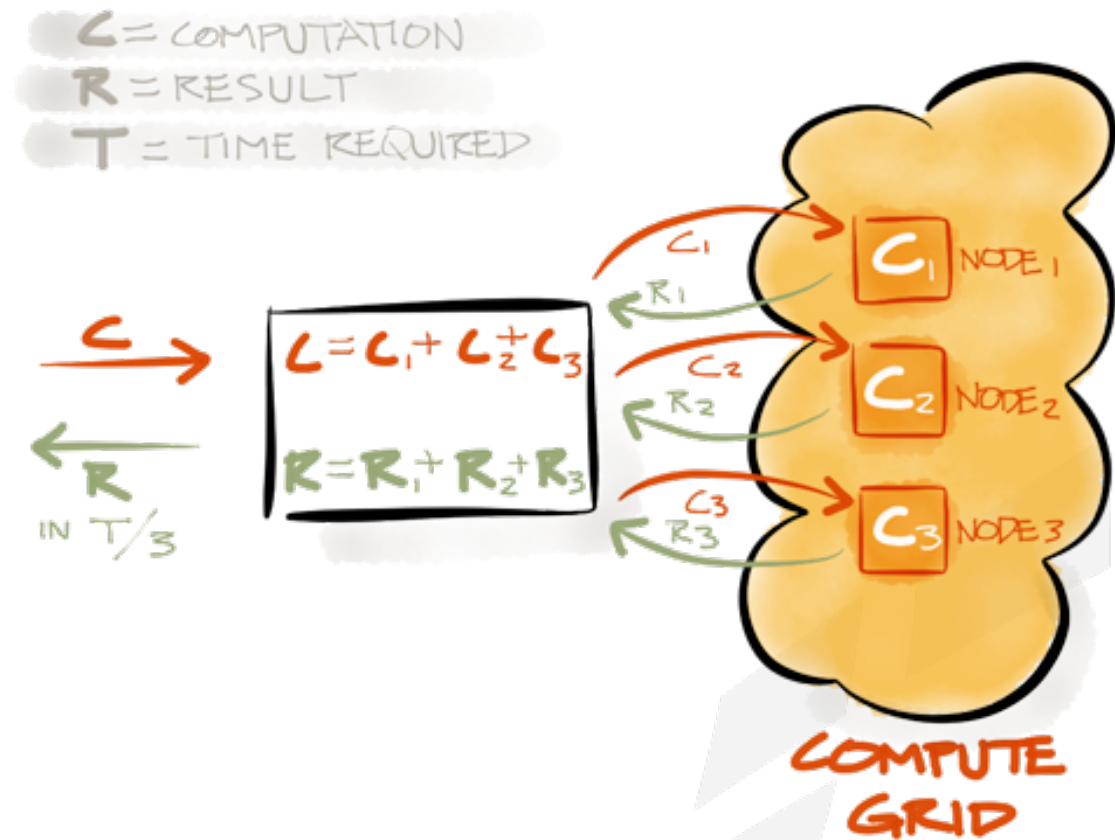 C = COMPUTATION
R = RESULT
T = TIME REQUIRED
C
R
IN T/3
C = C1 + C2 + C3
R = R1 + R2 + R3
C1
R1
C2
R2
C3
R3
C1 NODE 1
C2 NODE 2
C3 NODE 3
COMPUTE
GRID